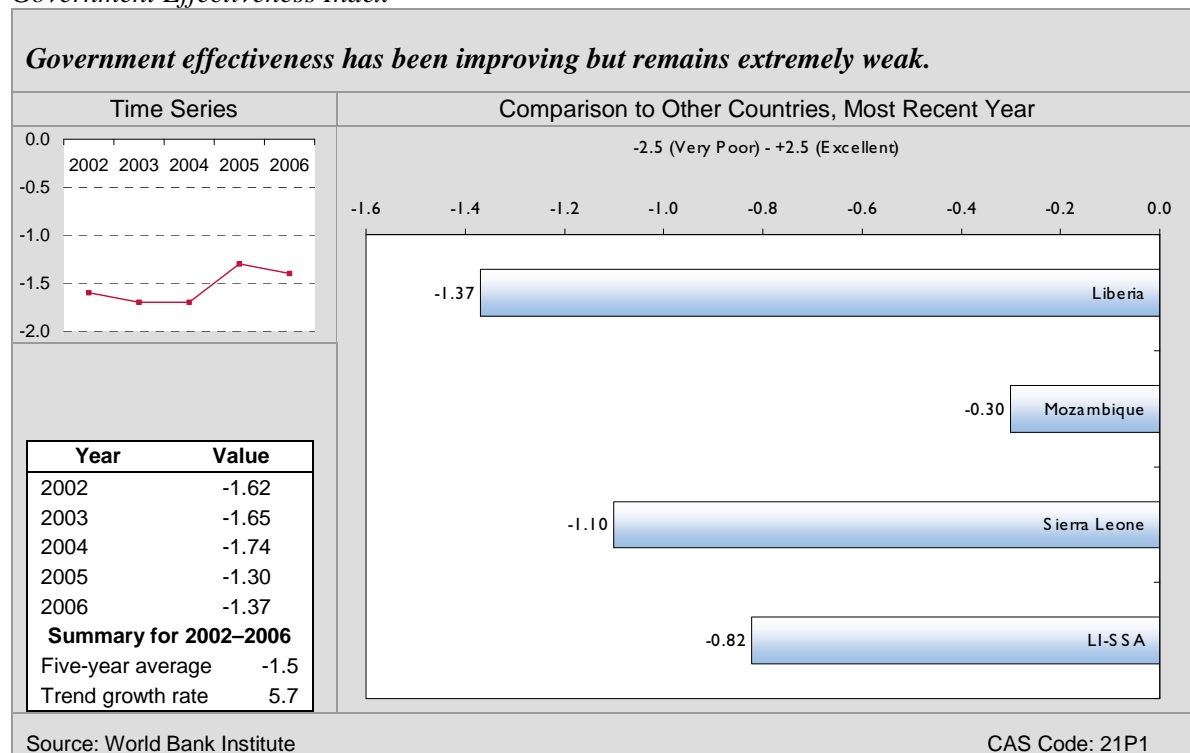 Government Effectiveness Index
Government effectiveness has been improving but remains extremely weak.
Time Series
0.0
2002 2003 2004 2005 2006
-0.5
-1.0
-1.5
-2.0
Year Value
2002 -1.62
2003 -1.65
2004 -1.74
2005 -1.30
2006 -1.37
Summary for 2002–2006
Five-year average -1.5
Trend growth rate 5.7
Comparison to Other Countries, Most Recent Year
-2.5 (Very Poor) - +2.5 (Excellent)
-1.6 -1.4 -1.2 -1.0 -0.8 -0.6 -0.4 -0.2 0.0
-1.37 Liberia
-0.30 Mozambique
-1.10 Sierra Leone
-0.82 LI-SSA
Source: World Bank Institute CAS Code: 21P1